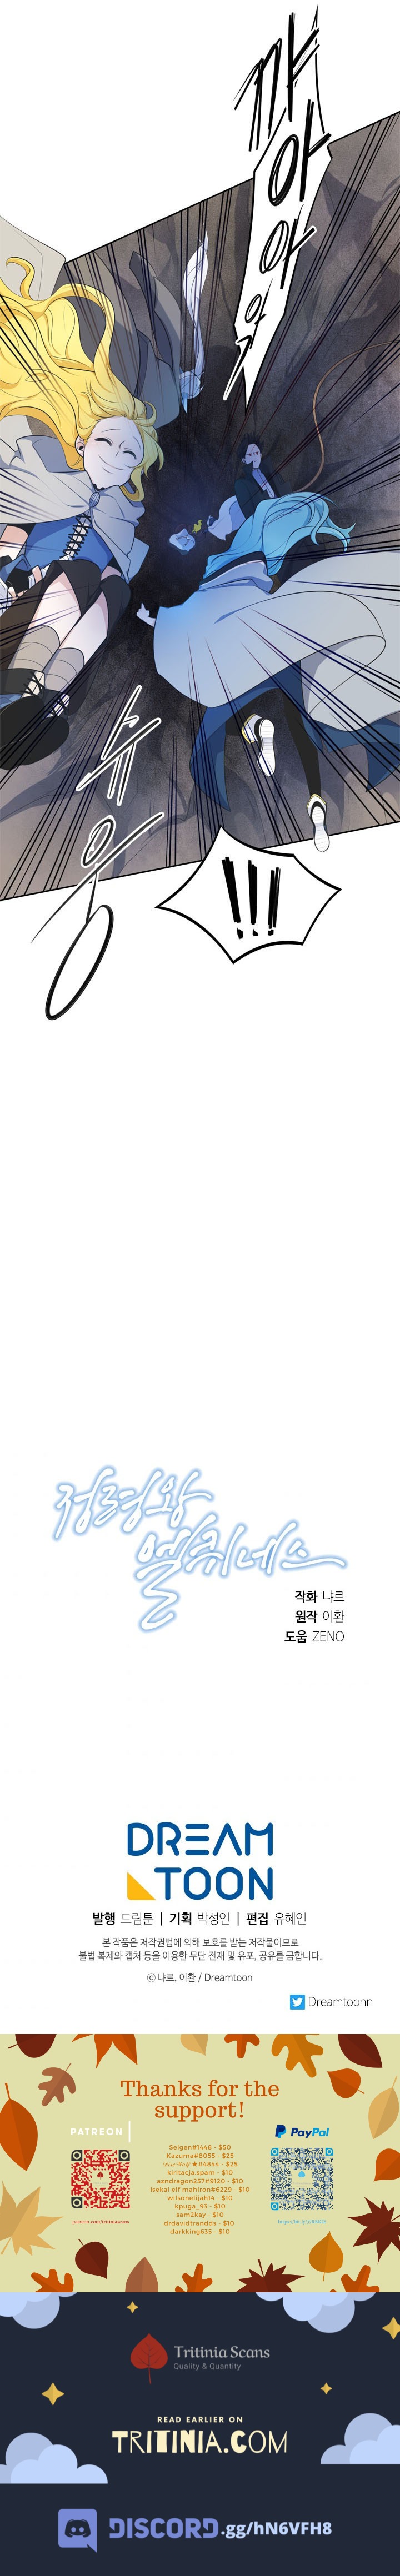 꺄
아
아
악
슈
웅
!!!
정령왕
엘퀴네스
작화 냐르
원작 이환
도움 ZENO
DREAM
TOON
발행 드림툰 | 기획 박성인 | 편집 유혜인
본 작품은 저작권법에 의해 보호를 받는 저작물이므로
불법 복제와 캡처 등을 이용한 무단 전재 및 유포, 공유를 금합니다.
ⓒ 냐르, 이환 / Dreamtoon
Dreamtoonn
Thanks for the
support!
PATREON
PayPal
Seigen#1448 - $50
Kazuma#8055 - $25
★#4844 - $25
kiritacja.spam - $10
azndragon257#9120 - $10
Isekai elf mahiron#6229 - $10
wilsonelijah14 - $10
kpuga_93 - $10
sam2kay - $10
drdavidtrandds - $10
darkking635 - $10
patreon.com/tritiniascans
Tritinia Scans
Quality & Quantity
READ EARLIER ON
TRITINIA.COM
DISCORD.gg/hN6VFH8